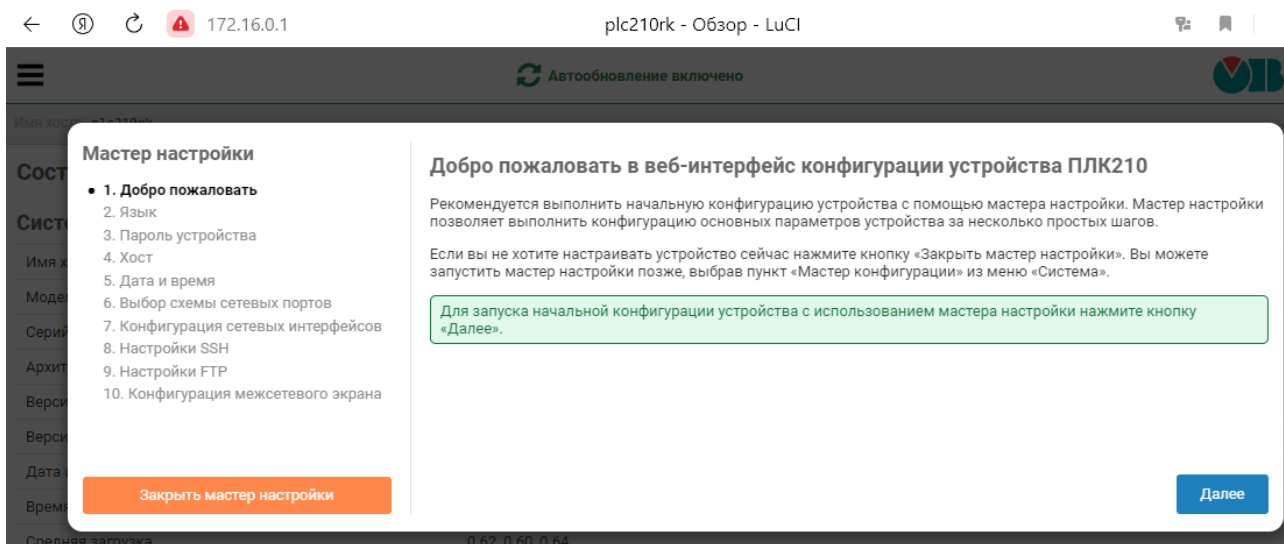 172.16.0.1
plc210rk - Обзор - LuCI
Автообновление включено
Имя хоста plc210rk
Мастер настройки
1. Добро пожаловать
2. Язык
3. Пароль устройства
4. Хост
5. Дата и время
6. Выбор схемы сетевых портов
7. Конфигурация сетевых интерфейсов
8. Настройки SSH
9. Настройки FTP
10. Конфигурация межсетевого экрана
Закрыть мастер настройки
Добро пожаловать в веб-интерфейс конфигурации устройства ПЛК210
Рекомендуется выполнить начальную конфигурацию устройства с помощью мастера настройки. Мастер настройки
позволяет выполнить конфигурацию основных параметров устройства за несколько простых шагов.
Если вы не хотите настраивать устройство сейчас нажмите кнопку «Закрыть мастер настройки». Вы можете
запустить мастер настройки позже, выбрав пункт «Мастер конфигурации» из меню «Система».
Для запуска начальной конфигурации устройства с использованием мастера настройки нажмите кнопку
«Далее».
Далее
Средняя загрузка 0.62, 0.60, 0.64